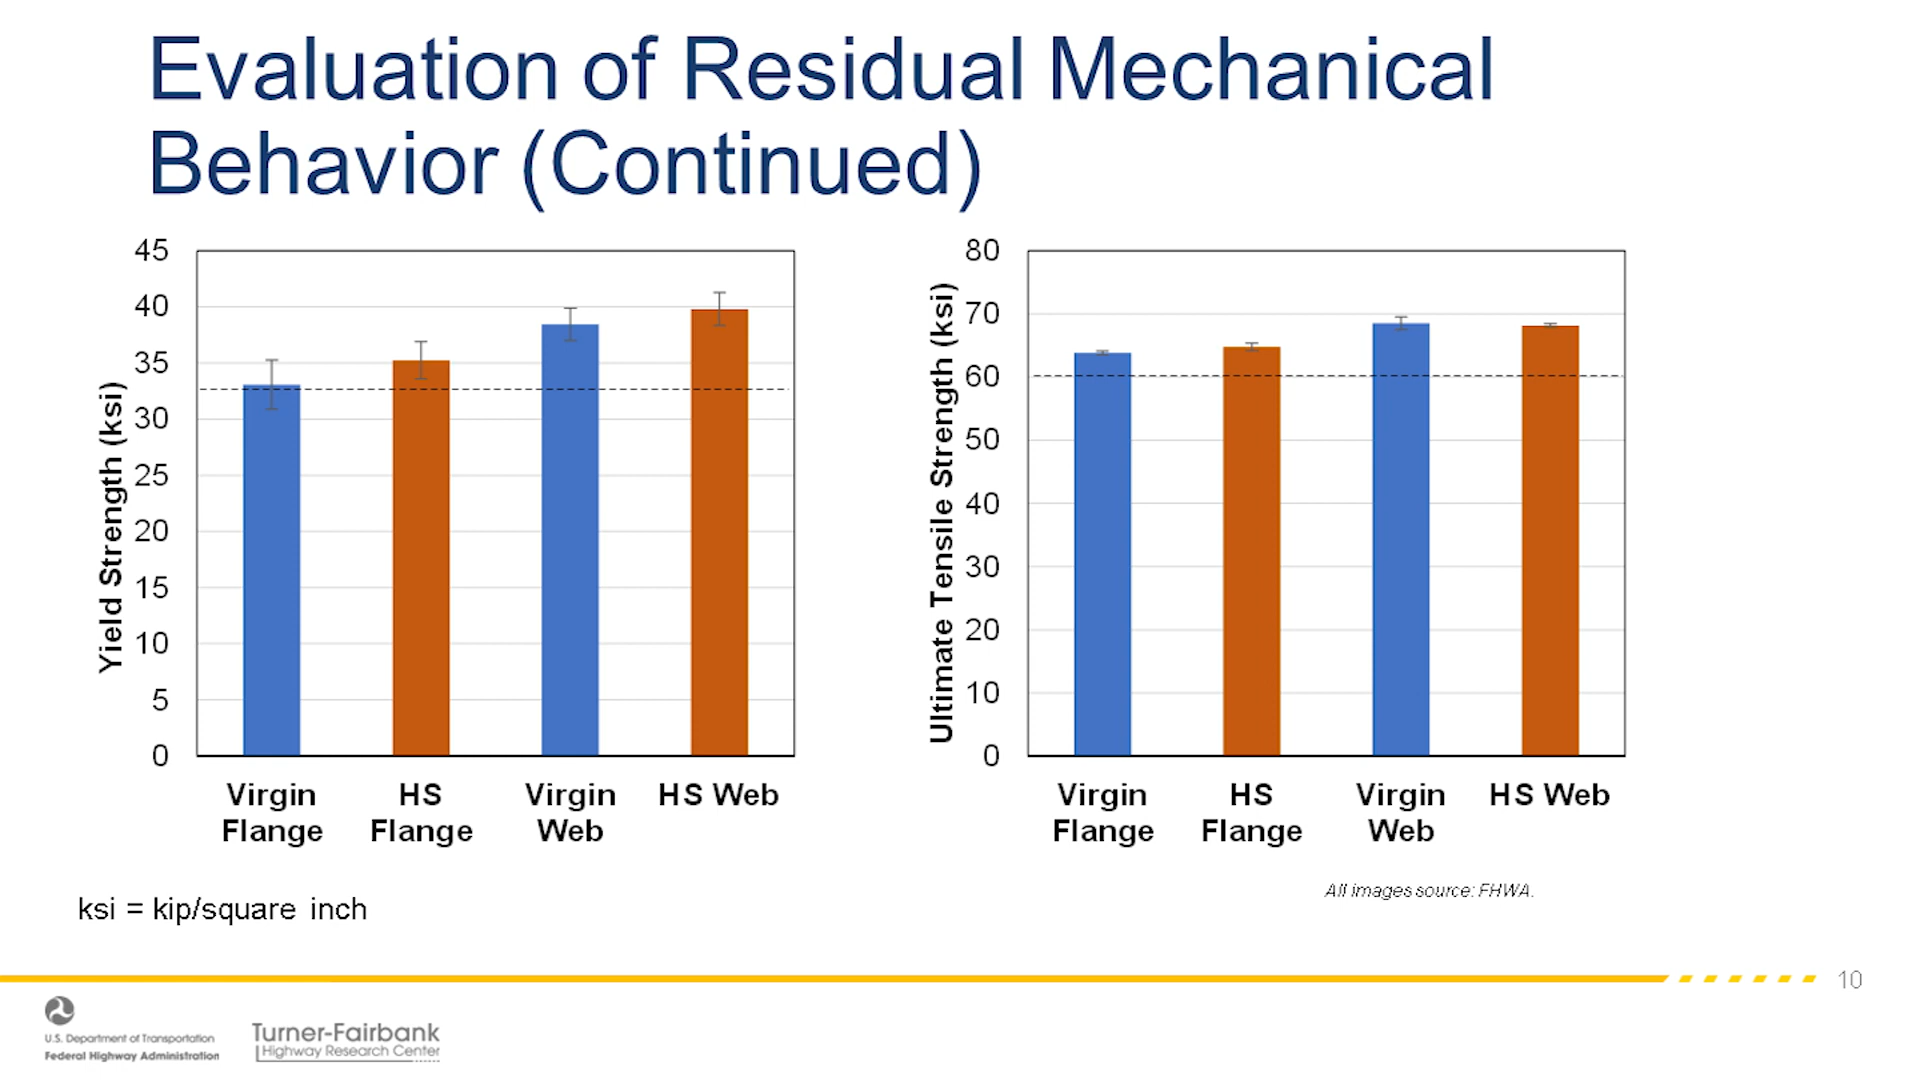 Evaluation of Residual Mechanical
Behavior (Continued)
Yield Strength (ksi)
45
40
35
30
25
20
15
10
5
0
Virgin Flange
HS Flange
Virgin Web
HS Web
Ultimate Tensile Strength (ksi)
80
70
60
50
40
30
20
10
0
Virgin Flange
HS Flange
Virgin Web
HS Web
All images source: FHWA.
ksi = kip/square inch
10
U.S. Department of Transportation
Federal Highway Administration
Turner-Fairbank
Highway Research Center